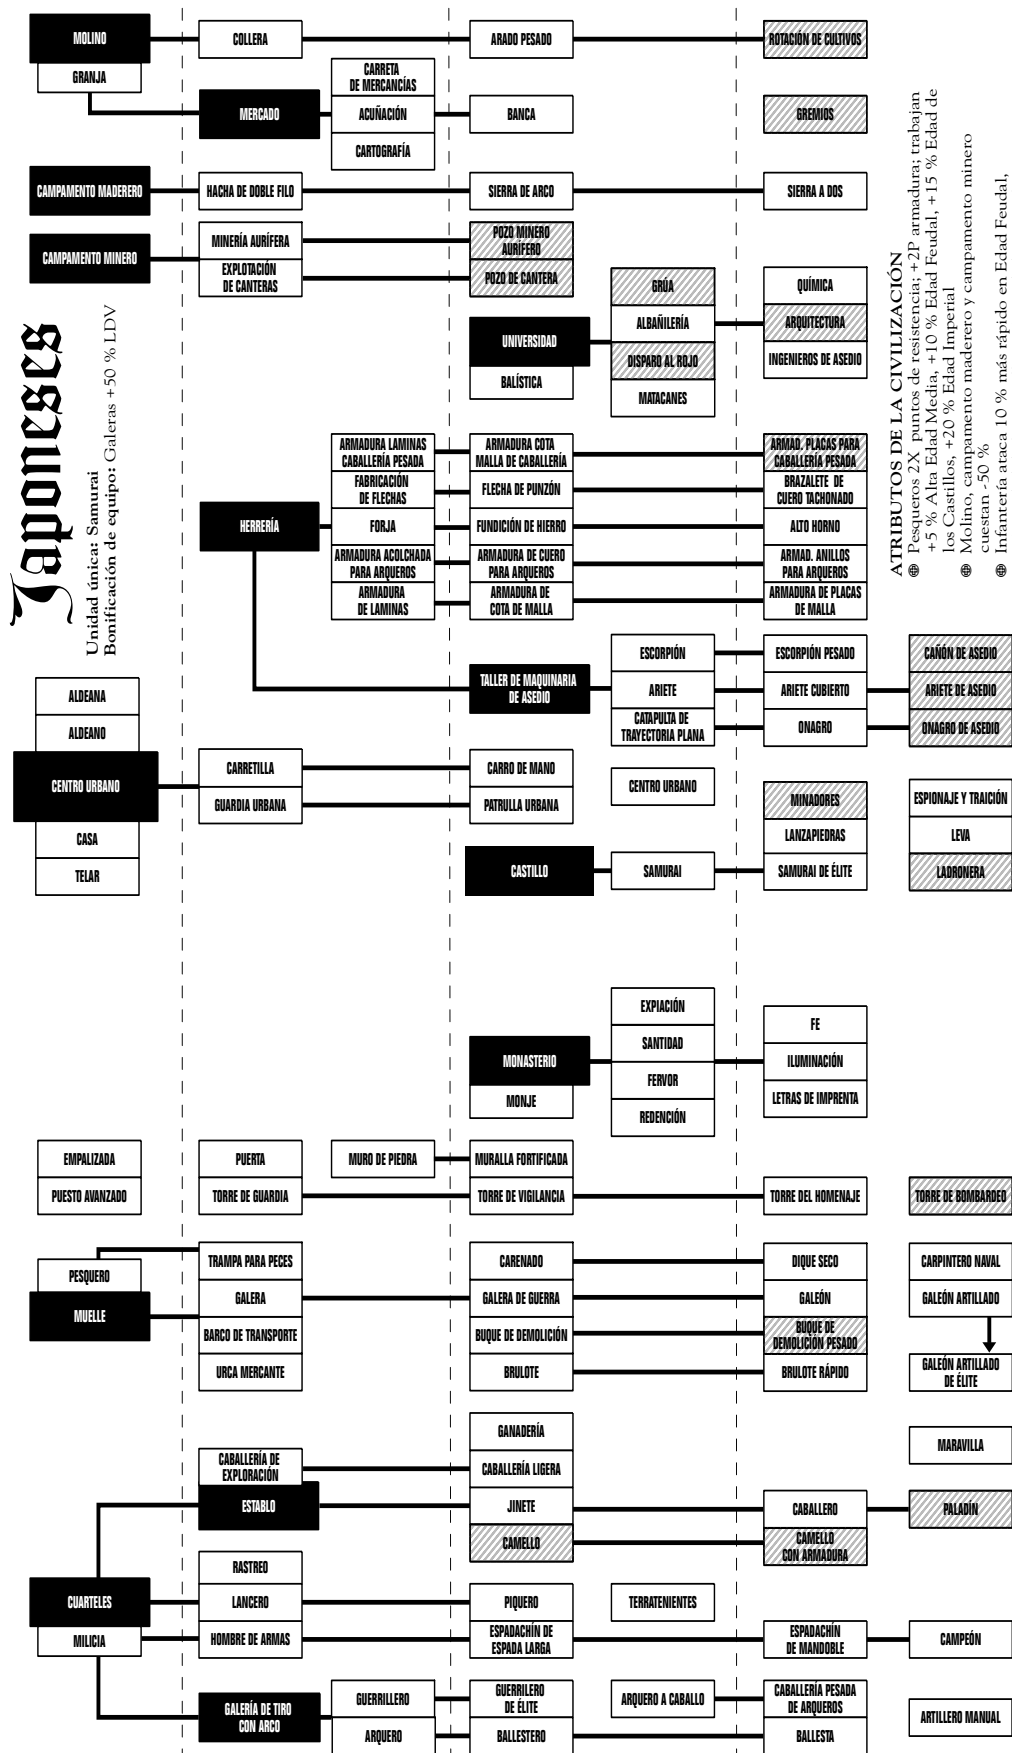 MOLINO
GRANJA
COLLERA
ARADO PESADO
ROTACIÓN DE CULTIVOS
MERCADO
CARRETA
DE MERCANCÍAS
ACUÑACIÓN
CARTOGRAFÍA
BANCA
GREMIOS
CAMPAMENTO MADERERO
HACHA DE DOBLE FILO
SIERRA DE ARCO
SIERRA A DOS
CAMPAMENTO MINERO
MINERÍA AURÍFERA
EXPLOTACIÓN
DE CANTERAS
POZO MINERO
AURÍFERO
POZO DE CANTERA
UNIVERSIDAD
BALÍSTICA
GRÚA
ALBAÑILERÍA
DISPARO AL ROJO
MATACANES
QUÍMICA
ARQUITECTURA
INGENIEROS DE ASEDIO
Japoneses
Unidad única: Samurai
Bonificación de equipo: Galeras +50 % LDV
ATRIBUTOS DE LA CIVILIZACIÓN
Pesqueros 2X puntos de resistencia; +2P armadura; trabajan
+5 % Alta Edad Media, +10 % Edad Feudal, +15 % Edad de
los Castillos, +20 % Edad Imperial
Molino, campamento maderero y campamento minero
cuestan -50 %
Infantería ataca 10 % más rápido en Edad Feudal,
HERRERÍA
ARMADURA LAMINAS
CABALLERÍA PESADA
FABRICACIÓN
DE FLECHAS
FORJA
ARMADURA ACOLCHADA
PARA ARQUEROS
ARMADURA
DE LAMINAS
ARMADURA COTA
MALLA DE CABALLERÍA
FLECHA DE PUNZÓN
FUNDICIÓN DE HIERRO
ARMADURA DE CUERO
PARA ARQUEROS
ARMADURA DE
COTA DE MALLA
ARMAD. PLACAS PARA
CABALLERÍA PESADA
BRAZALETE DE
CUERO TACHONADO
ALTO HORNO
ARMAD. ANILLOS
PARA ARQUEROS
ARMADURA DE PLACAS
DE MALLA
TALLER DE MAQUINARIA
DE ASEDIO
ESCORPIÓN
ARIETE
CATAPULTA DE
TRAYECTORIA PLANA
ESCORPIÓN PESADO
ARIETE CUBIERTO
ONAGRO
CAÑÓN DE ASEDIO
ARIETE DE ASEDIO
ONAGRO DE ASEDIO
ALDEANA
ALDEANO
CENTRO URBANO
CASA
TELAR
CARRETILLA
GUARDIA URBANA
CARRO DE MANO
PATRULLA URBANA
CENTRO URBANO
CASTILLO
SAMURAI
MINADORES
LANZAPIEDRAS
SAMURAI DE ÉLITE
ESPIONAJE Y TRAICIÓN
LEVA
LADRONERA
MONASTERIO
MONJE
EXPIACIÓN
SANTIDAD
FERVOR
REDENCIÓN
FE
ILUMINACIÓN
LETRAS DE IMPRENTA
EMPALIZADA
PUESTO AVANZADO
PUERTA
TORRE DE GUARDIA
MURO DE PIEDRA
MURALLA FORTIFICADA
TORRE DE VIGILANCIA
TORRE DEL HOMENAJE
TORRE DE BOMBARDEO
PESQUERO
MUELLE
TRAMPA PARA PECES
GALERA
BARCO DE TRANSPORTE
URCA MERCANTE
CARENADO
GALERA DE GUERRA
BUQUE DE DEMOLICIÓN
BRULOTE
DIQUE SECO
GALEÓN
BUQUE DE
DEMOLICIÓN PESADO
BRULOTE RÁPIDO
CARPINTERO NAVAL
GALEÓN ARTILLADO
GALEÓN ARTILLADO
DE ÉLITE
MARAVILLA
CABALLERÍA DE
EXPLORACIÓN
ESTABLO
GANADERÍA
CABALLERÍA LIGERA
JINETE
CAMELLO
CABALLERO
CAMELLO
CON ARMADURA
PALADÍN
CUARTELES
MILICIA
RASTREO
LANCERO
HOMBRE DE ARMAS
PIQUERO
ESPADACHÍN DE
ESPADA LARGA
TERRATENIENTES
ESPADACHÍN
DE MANDOBLE
CAMPEÓN
GALERÍA DE TIRO
CON ARCO
GUERRILLERO
ARQUERO
GUERRILERO
DE ÉLITE
BALLESTERO
ARQUERO A CABALLO
CABALLERÍA PESADA
DE ARQUEROS
BALLESTA
ARTILLERO MANUAL